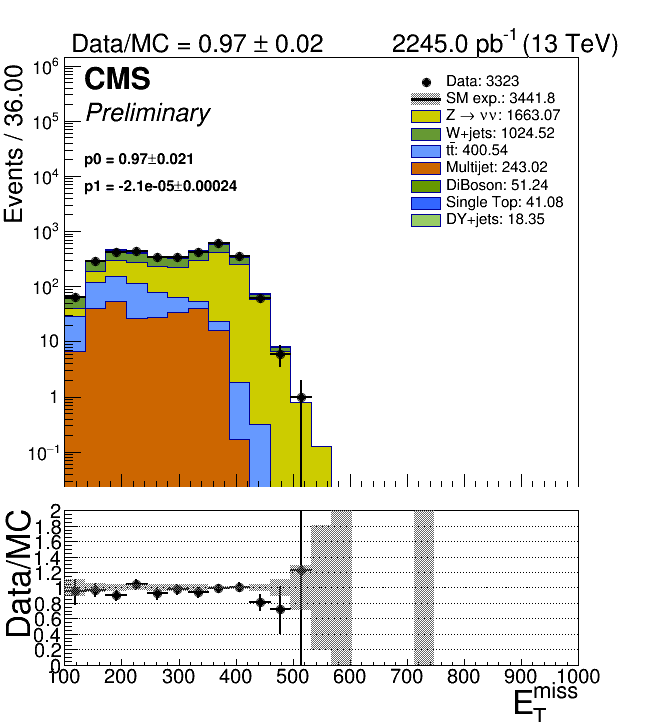 Data/MC = 0.97 ± 0.02 2245.0 pb⁻¹ (13 TeV)
Events / 36.00
10⁶
10⁵
10⁴
10³
10²
10
1
10⁻¹
CMS
Preliminary
p0 = 0.97±0.021
p1 = -2.1e-05±0.00024
Data: 3323
SM exp.: 3441.8
Z → νν: 1663.07
W+jets: 1024.52
tt̄: 400.54
Multijet: 243.02
DiBoson: 51.24
Single Top: 41.08
DY+jets: 18.35
Data/MC
2
1.8
1.6
1.4
1.2
1
0.8
0.6
0.4
0.2
0
100 200 300 400 500 600 700 800 900 1000
E_T^miss